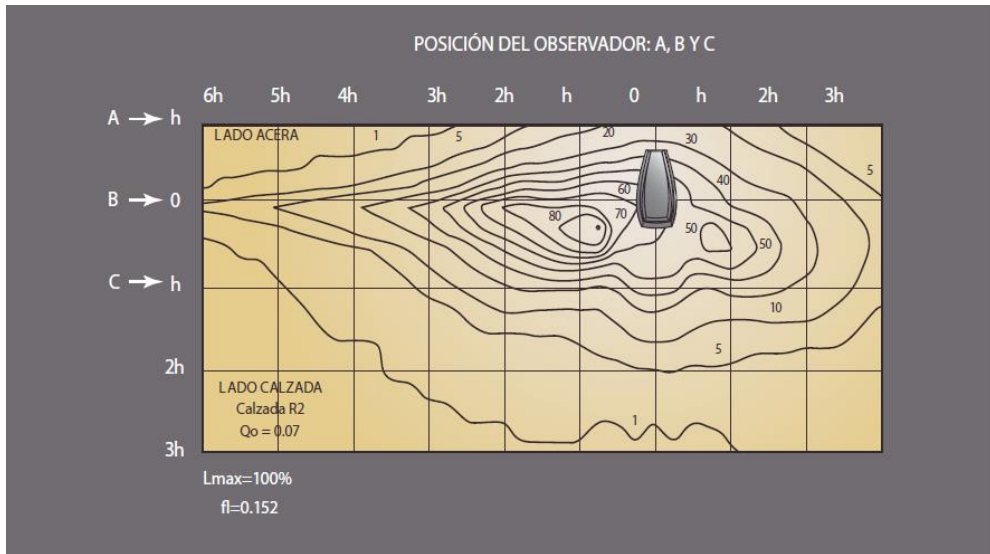 POSICIÓN DEL OBSERVADOR: A, B Y C
6h 5h 4h 3h 2h h 0 h 2h 3h
A → h
LADO ACERA
1 5 20 30
5
40
B → 0
60
80 70 50
50
C → h
10
5
2h
LADO CALZADA
Calzada R2
Qo = 0.07
1
3h
Lmax=100%
fl=0.152